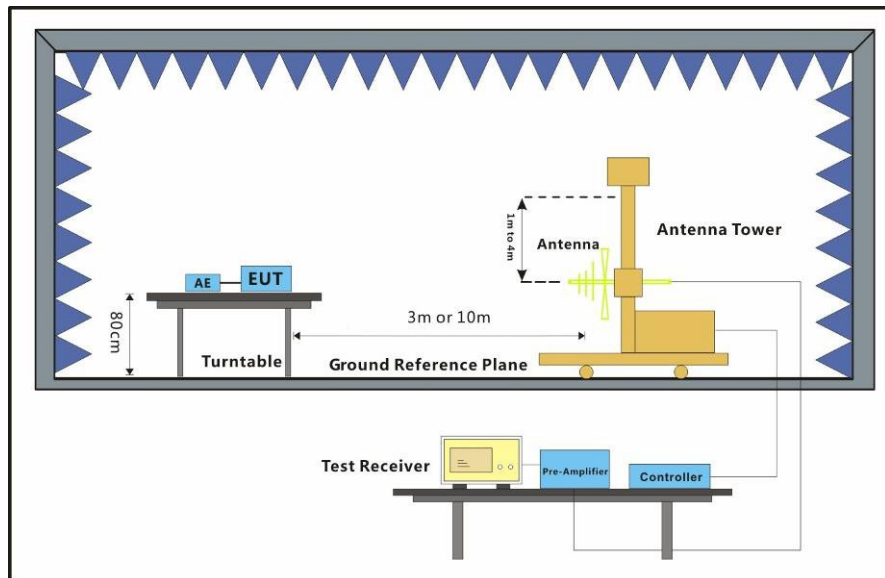 1m to 4m
Antenna
Antenna Tower
AE
EUT
80cm
3m or 10m
Turntable
Ground Reference Plane
Test Receiver
Pre-Amplifier
Controller